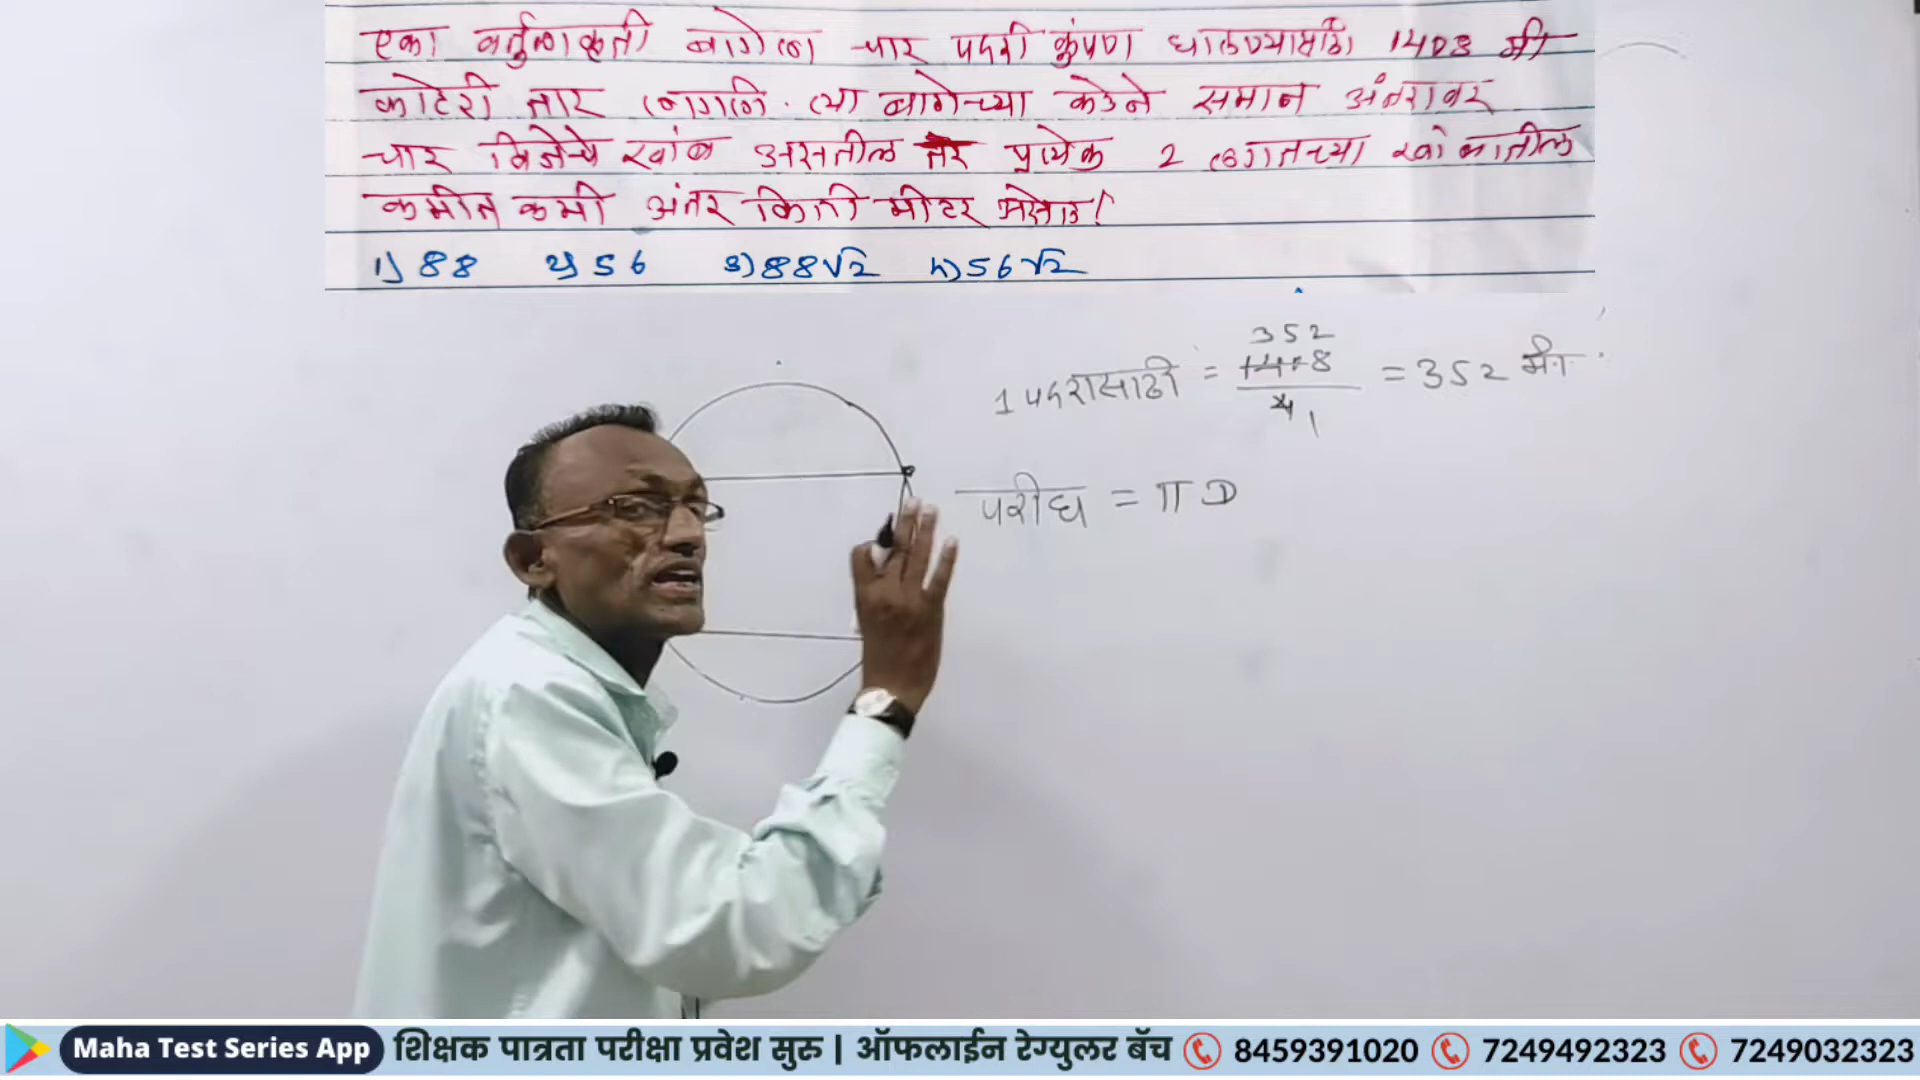 एका वर्तुळाकृती बागेला चार पदरी कुंपण घालण्यासाठी 1408 मी
काटेरी तार लागली. त्या बागेच्या कडेने समान अंतरावर
चार विजेचे खांब असतील तर प्रत्येक 2 लगतच्या खांबातील
कमीत कमी अंतर किती मीटर असेल!
1) 88 2) 56 3) 88√2 4) 56√2
352
1 पदरासाठी = 1408 = 352 मी.
4 1
परीघ = π D
Maha Test Series App शिक्षक पात्रता परीक्षा प्रवेश सुरु | ऑफलाईन रेग्युलर बॅच 8459391020 7249492323 7249032323